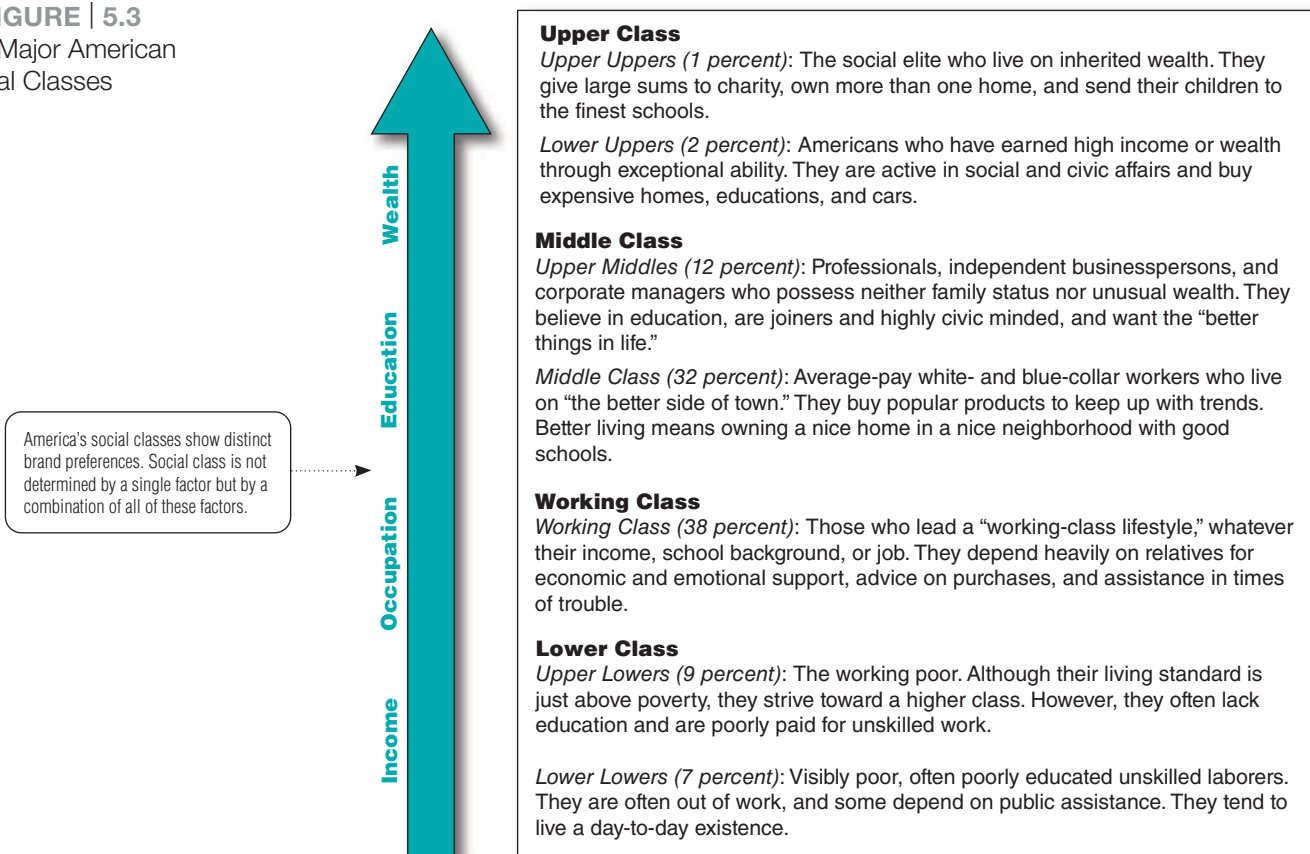 FIGURE | 5.3
Major American
al Classes
Wealth
Education
Occupation
Income
America's social classes show distinct
brand preferences. Social class is not
determined by a single factor but by a
combination of all of these factors.
Upper Class
Upper Uppers (1 percent): The social elite who live on inherited wealth. They
give large sums to charity, own more than one home, and send their children to
the finest schools.
Lower Uppers (2 percent): Americans who have earned high income or wealth
through exceptional ability. They are active in social and civic affairs and buy
expensive homes, educations, and cars.
Middle Class
Upper Middles (12 percent): Professionals, independent businesspersons, and
corporate managers who possess neither family status nor unusual wealth. They
believe in education, are joiners and highly civic minded, and want the “better
things in life.”
Middle Class (32 percent): Average-pay white- and blue-collar workers who live
on “the better side of town.” They buy popular products to keep up with trends.
Better living means owning a nice home in a nice neighborhood with good
schools.
Working Class
Working Class (38 percent): Those who lead a “working-class lifestyle,” whatever
their income, school background, or job. They depend heavily on relatives for
economic and emotional support, advice on purchases, and assistance in times
of trouble.
Lower Class
Upper Lowers (9 percent): The working poor. Although their living standard is
just above poverty, they strive toward a higher class. However, they often lack
education and are poorly paid for unskilled work.
Lower Lowers (7 percent): Visibly poor, often poorly educated unskilled laborers.
They are often out of work, and some depend on public assistance. They tend to
live a day-to-day existence.